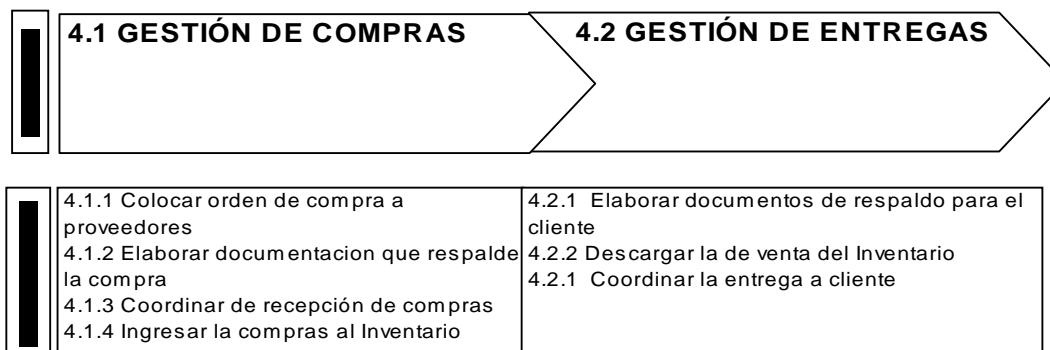 4.1 GESTIÓN DE COMPRAS
4.2 GESTIÓN DE ENTREGAS
4.1.1 Colocar orden de compra a
proveedores
4.1.2 Elaborar documentacion que respalde
la compra
4.1.3 Coordinar de recepción de compras
4.1.4 Ingresar la compras al Inventario
4.2.1 Elaborar documentos de respaldo para el
cliente
4.2.2 Descargar la de venta del Inventario
4.2.1 Coordinar la entrega a cliente